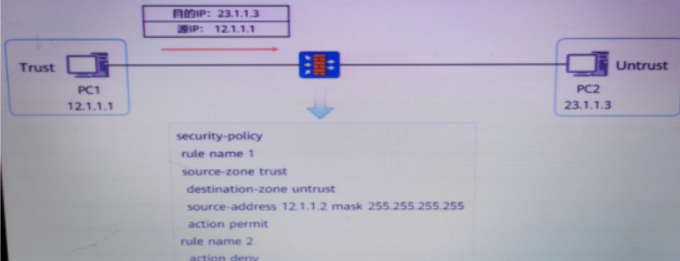 目的IP: 23.1.1.3
源IP: 12.1.1.1
Trust
Untrust
PC1
12.1.1.1
PC2
23.1.1.3
security-policy
rule name 1
source-zone trust
destination-zone untrust
source-address 12.1.1.2 mask 255.255.255.255
action permit
rule name 2
action deny